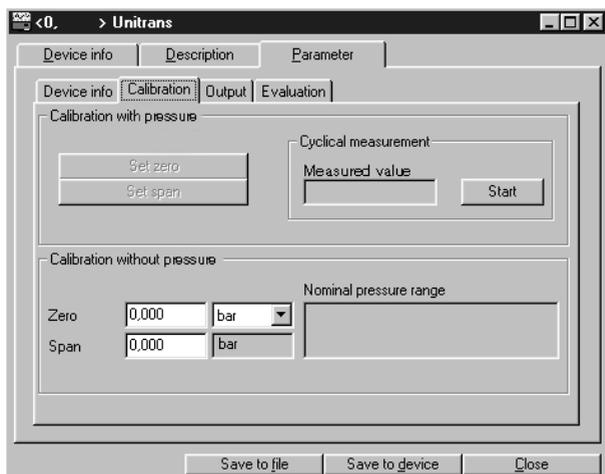 <0,     > Unitrans
Device info Description Parameter
Device info Calibration Output Evaluation
Calibration with pressure
Cyclical measurement
Set zero
Measured value
Set span
Start
Calibration without pressure
Nominal pressure range
Zero 0,000 bar
Span 0,000 bar
Save to file Save to device Close